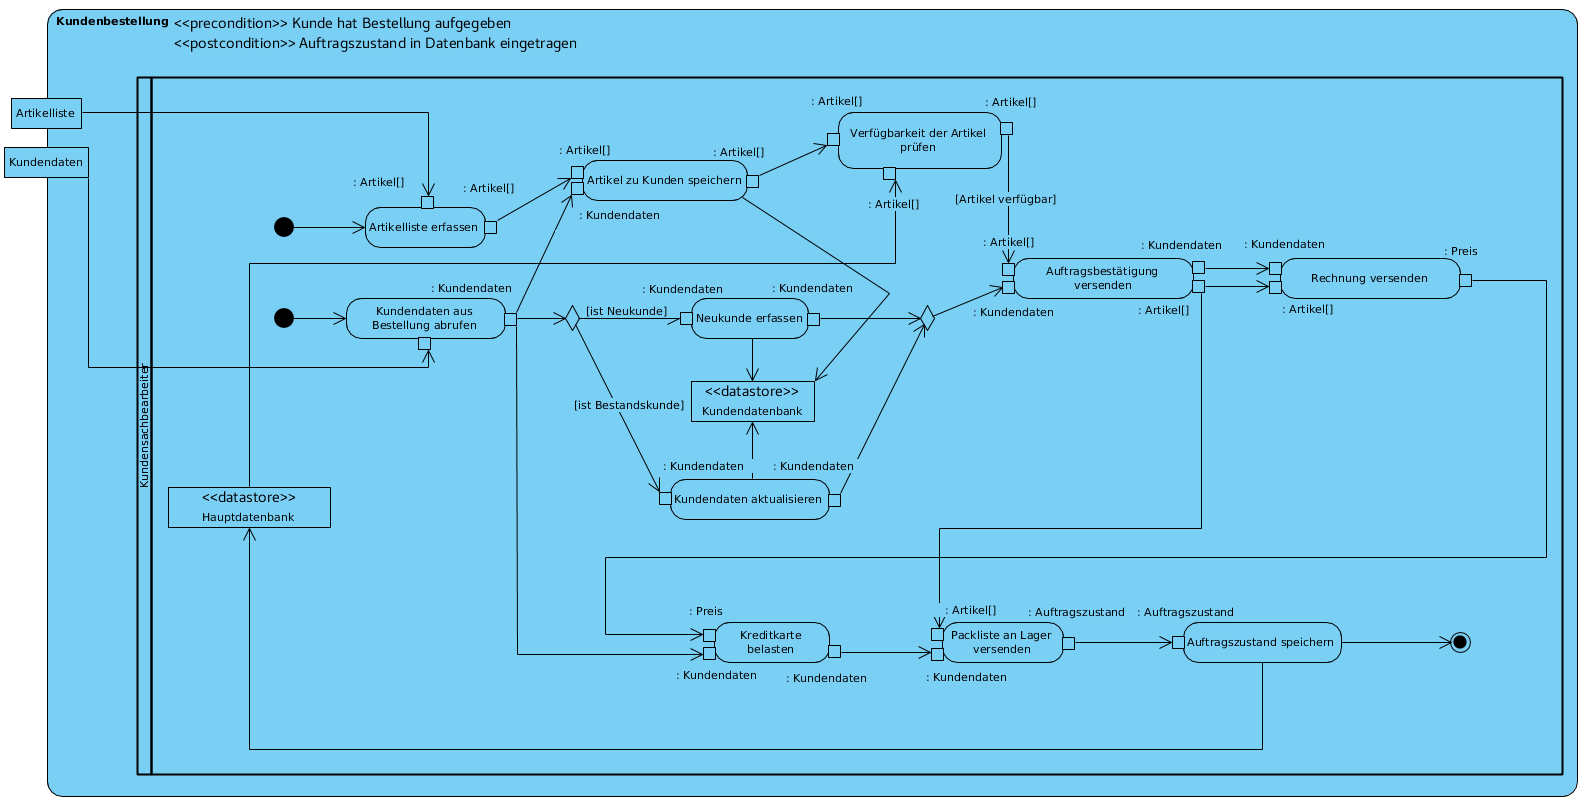 Kundenbestellung
<<precondition>> Kunde hat Bestellung aufgegeben
<<postcondition>> Auftragszustand in Datenbank eingetragen
Artikelliste
Kundendaten
Kundensachbearbeiter
: Artikel[]
: Artikel[]
Artikelliste erfassen
: Artikel[]
: Artikel[]
Artikel zu Kunden speichern
: Kundendaten
: Artikel[]
: Artikel[]
Verfügbarkeit der Artikel
prüfen
: Artikel[]
[Artikel verfügbar]
: Kundendaten
Kundendaten aus
Bestellung abrufen
[ist Neukunde]
: Kundendaten
: Kundendaten
Neukunde erfassen
[ist Bestandskunde]
<<datastore>>
Kundendatenbank
: Kundendaten
: Kundendaten
Kundendaten aktualisieren
: Artikel[]
: Kundendaten
Auftragsbestätigung
versenden
: Kundendaten
: Artikel[]
: Kundendaten
: Artikel[]
Rechnung versenden
: Preis
<<datastore>>
Hauptdatenbank
: Preis
: Kundendaten
Kreditkarte
belasten
: Kundendaten
: Artikel[]
: Kundendaten
Packliste an Lager
versenden
: Auftragszustand
: Auftragszustand
Auftragszustand speichern